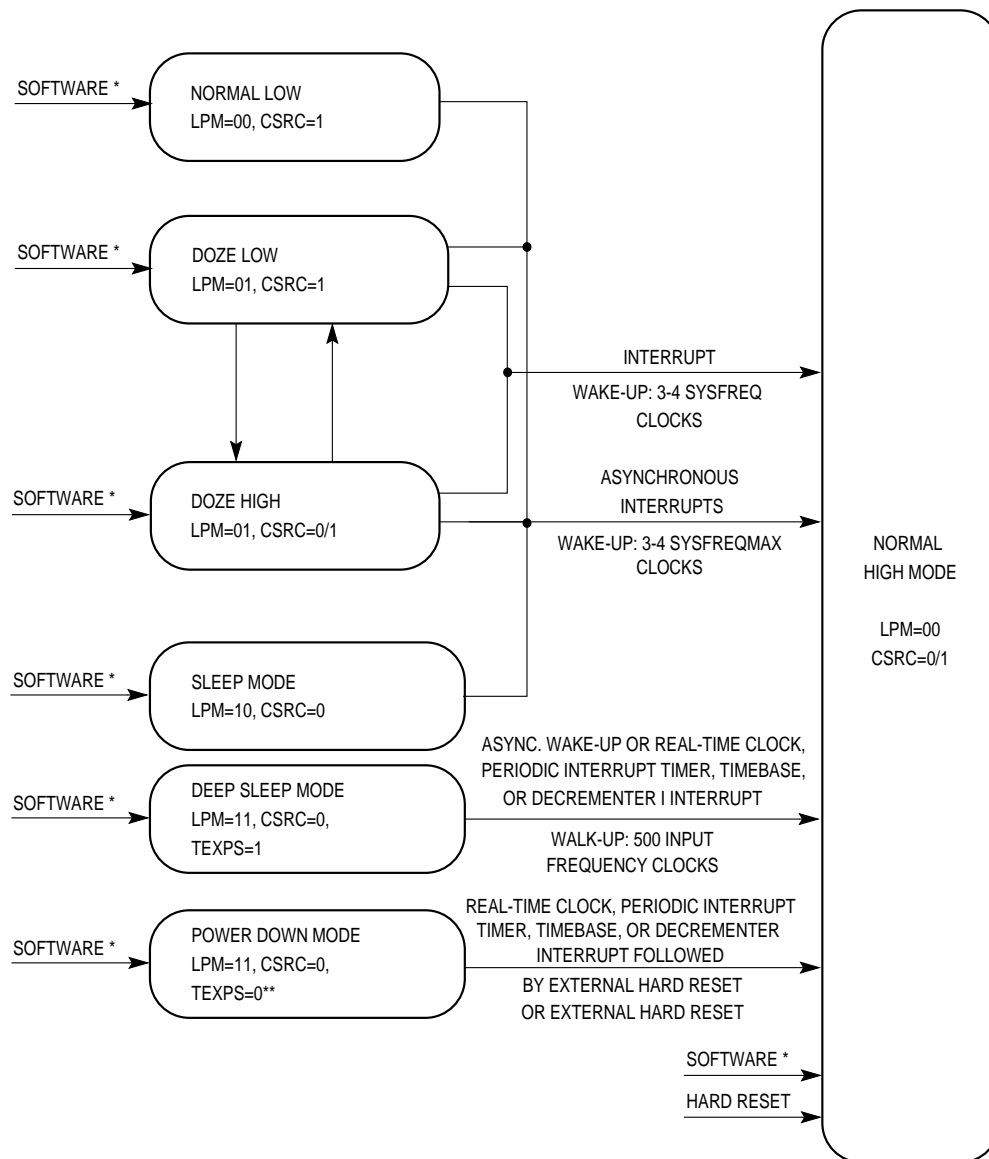 SOFTWARE *
NORMAL LOW
LPM=00, CSRC=1
SOFTWARE *
DOZE LOW
LPM=01, CSRC=1
INTERRUPT
WAKE-UP: 3-4 SYSFREQ
CLOCKS
SOFTWARE *
DOZE HIGH
LPM=01, CSRC=0/1
ASYNCHRONOUS
INTERRUPTS
WAKE-UP: 3-4 SYSFREQMAX
CLOCKS
NORMAL
HIGH MODE
LPM=00
CSRC=0/1
SOFTWARE *
SLEEP MODE
LPM=10, CSRC=0
SOFTWARE *
DEEP SLEEP MODE
LPM=11, CSRC=0,
TEXPS=1
ASYNC. WAKE-UP OR REAL-TIME CLOCK,
PERIODIC INTERRUPT TIMER, TIMEBASE,
OR DECREMENTER I INTERRUPT
WALK-UP: 500 INPUT
FREQUENCY CLOCKS
SOFTWARE *
POWER DOWN MODE
LPM=11, CSRC=0,
TEXPS=0**
REAL-TIME CLOCK, PERIODIC INTERRUPT
TIMER, TIMEBASE, OR DECREMENTER
INTERRUPT FOLLOWED
BY EXTERNAL HARD RESET
OR EXTERNAL HARD RESET
SOFTWARE *
HARD RESET